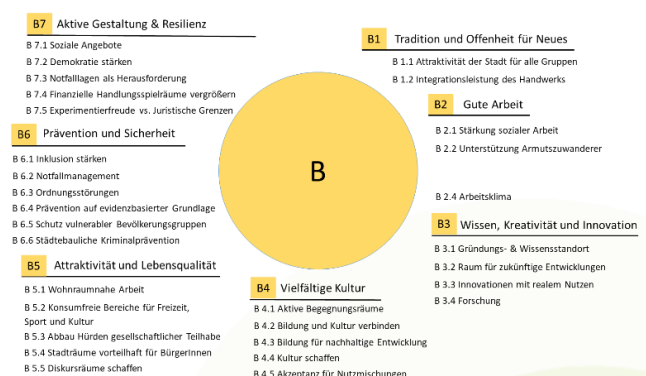 B7 Aktive Gestaltung & Resilienz
B 7.1 Soziale Angebote
B 7.2 Demokratie stärken
B 7.3 Notfalllagen als Herausforderung
B 7.4 Finanzielle Handlungsspielräume vergrößern
B 7.5 Experimentierfreude vs. Juristische Grenzen
B1 Tradition und Offenheit für Neues
B 1.1 Attraktivität der Stadt für alle Gruppen
B 1.2 Integrationsleistung des Handwerks
B2 Gute Arbeit
B 2.1 Stärkung sozialer Arbeit
B 2.2 Unterstützung Armutszuwanderer
B 2.4 Arbeitsklima
B6 Prävention und Sicherheit
B 6.1 Inklusion stärken
B 6.2 Notfallmanagement
B 6.3 Ordnungsstörungen
B 6.4 Prävention auf evidenzbasierter Grundlage
B 6.5 Schutz vulnerabler Bevölkerungsgruppen
B 6.6 Städtebauliche Kriminalprävention
B
B3 Wissen, Kreativität und Innovation
B 3.1 Gründungs- & Wissensstandort
B 3.2 Raum für zukünftige Entwicklungen
B 3.3 Innovationen mit realem Nutzen
B 3.4 Forschung
B5 Attraktivität und Lebensqualität
B 5.1 Wohnraumnahe Arbeit
B 5.2 Konsumfreie Bereiche für Freizeit,
Sport und Kultur
B 5.3 Abbau Hürden gesellschaftlicher Teilhabe
B 5.4 Stadträume vorteilhaft für BürgerInnen
B 5.5 Diskursräume schaffen
B4 Vielfältige Kultur
B 4.1 Aktive Begegnungsräume
B 4.2 Bildung und Kultur verbinden
B 4.3 Bildung für nachhaltige Entwicklung
B 4.4 Kultur schaffen
B 4.5 Akzeptanz für Nutzmischungen